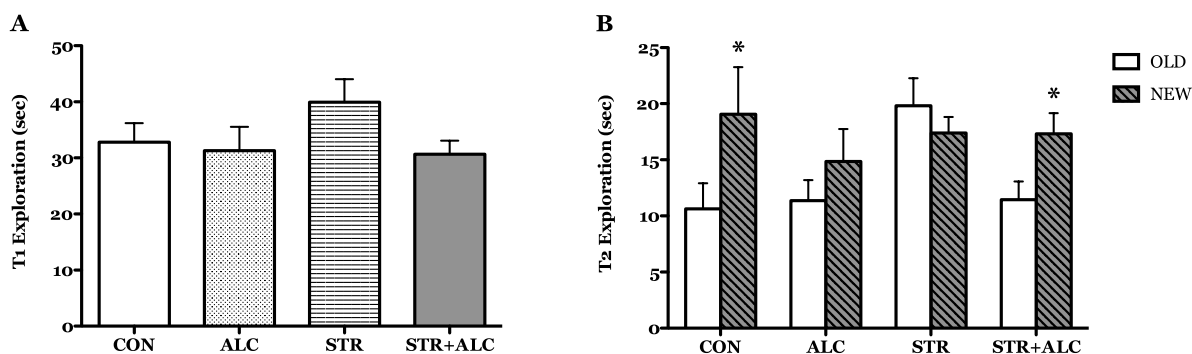 A
T1 Exploration (sec)
50
40
30
20
10
0
CON ALC STR STR+ALC
B
T2 Exploration (sec)
25
20
15
10
5
0
* *
CON ALC STR STR+ALC
OLD
NEW